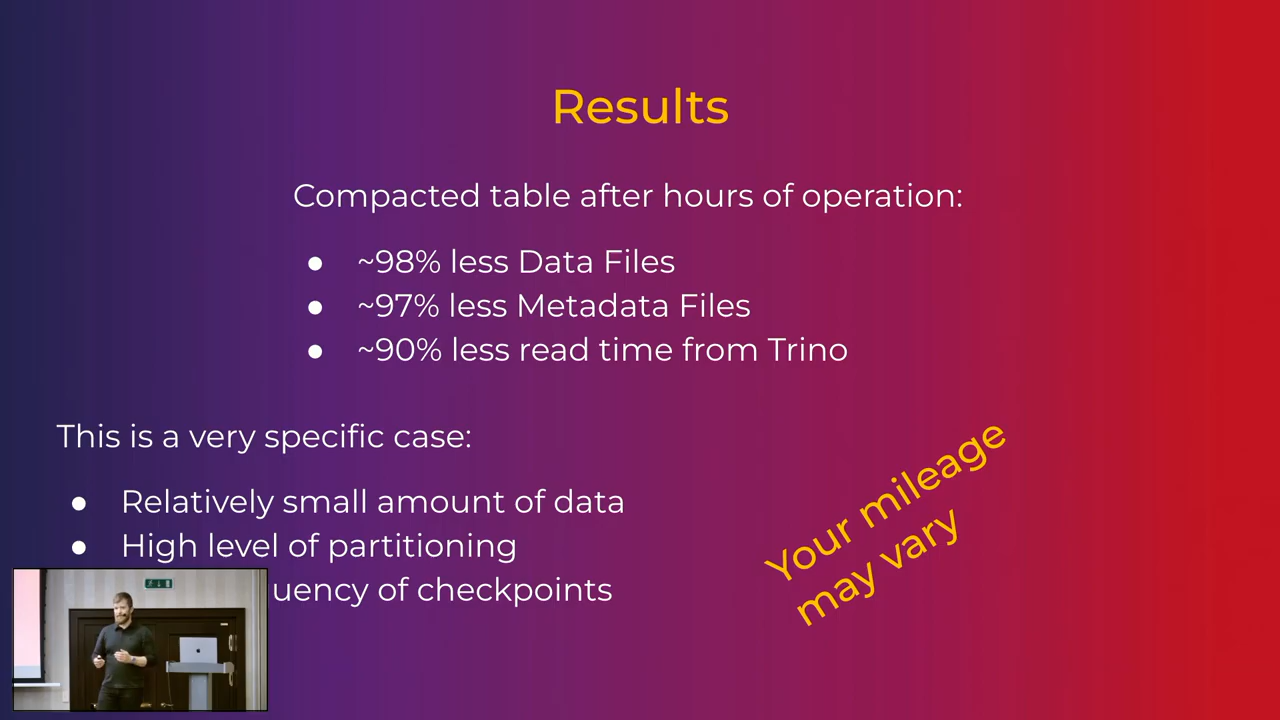 Results
Compacted table after hours of operation:
● ~98% less Data Files
● ~97% less Metadata Files
● ~90% less read time from Trino
This is a very specific case:
● Relatively small amount of data
● High level of partitioning
uency of checkpoints
Your mileage
may vary